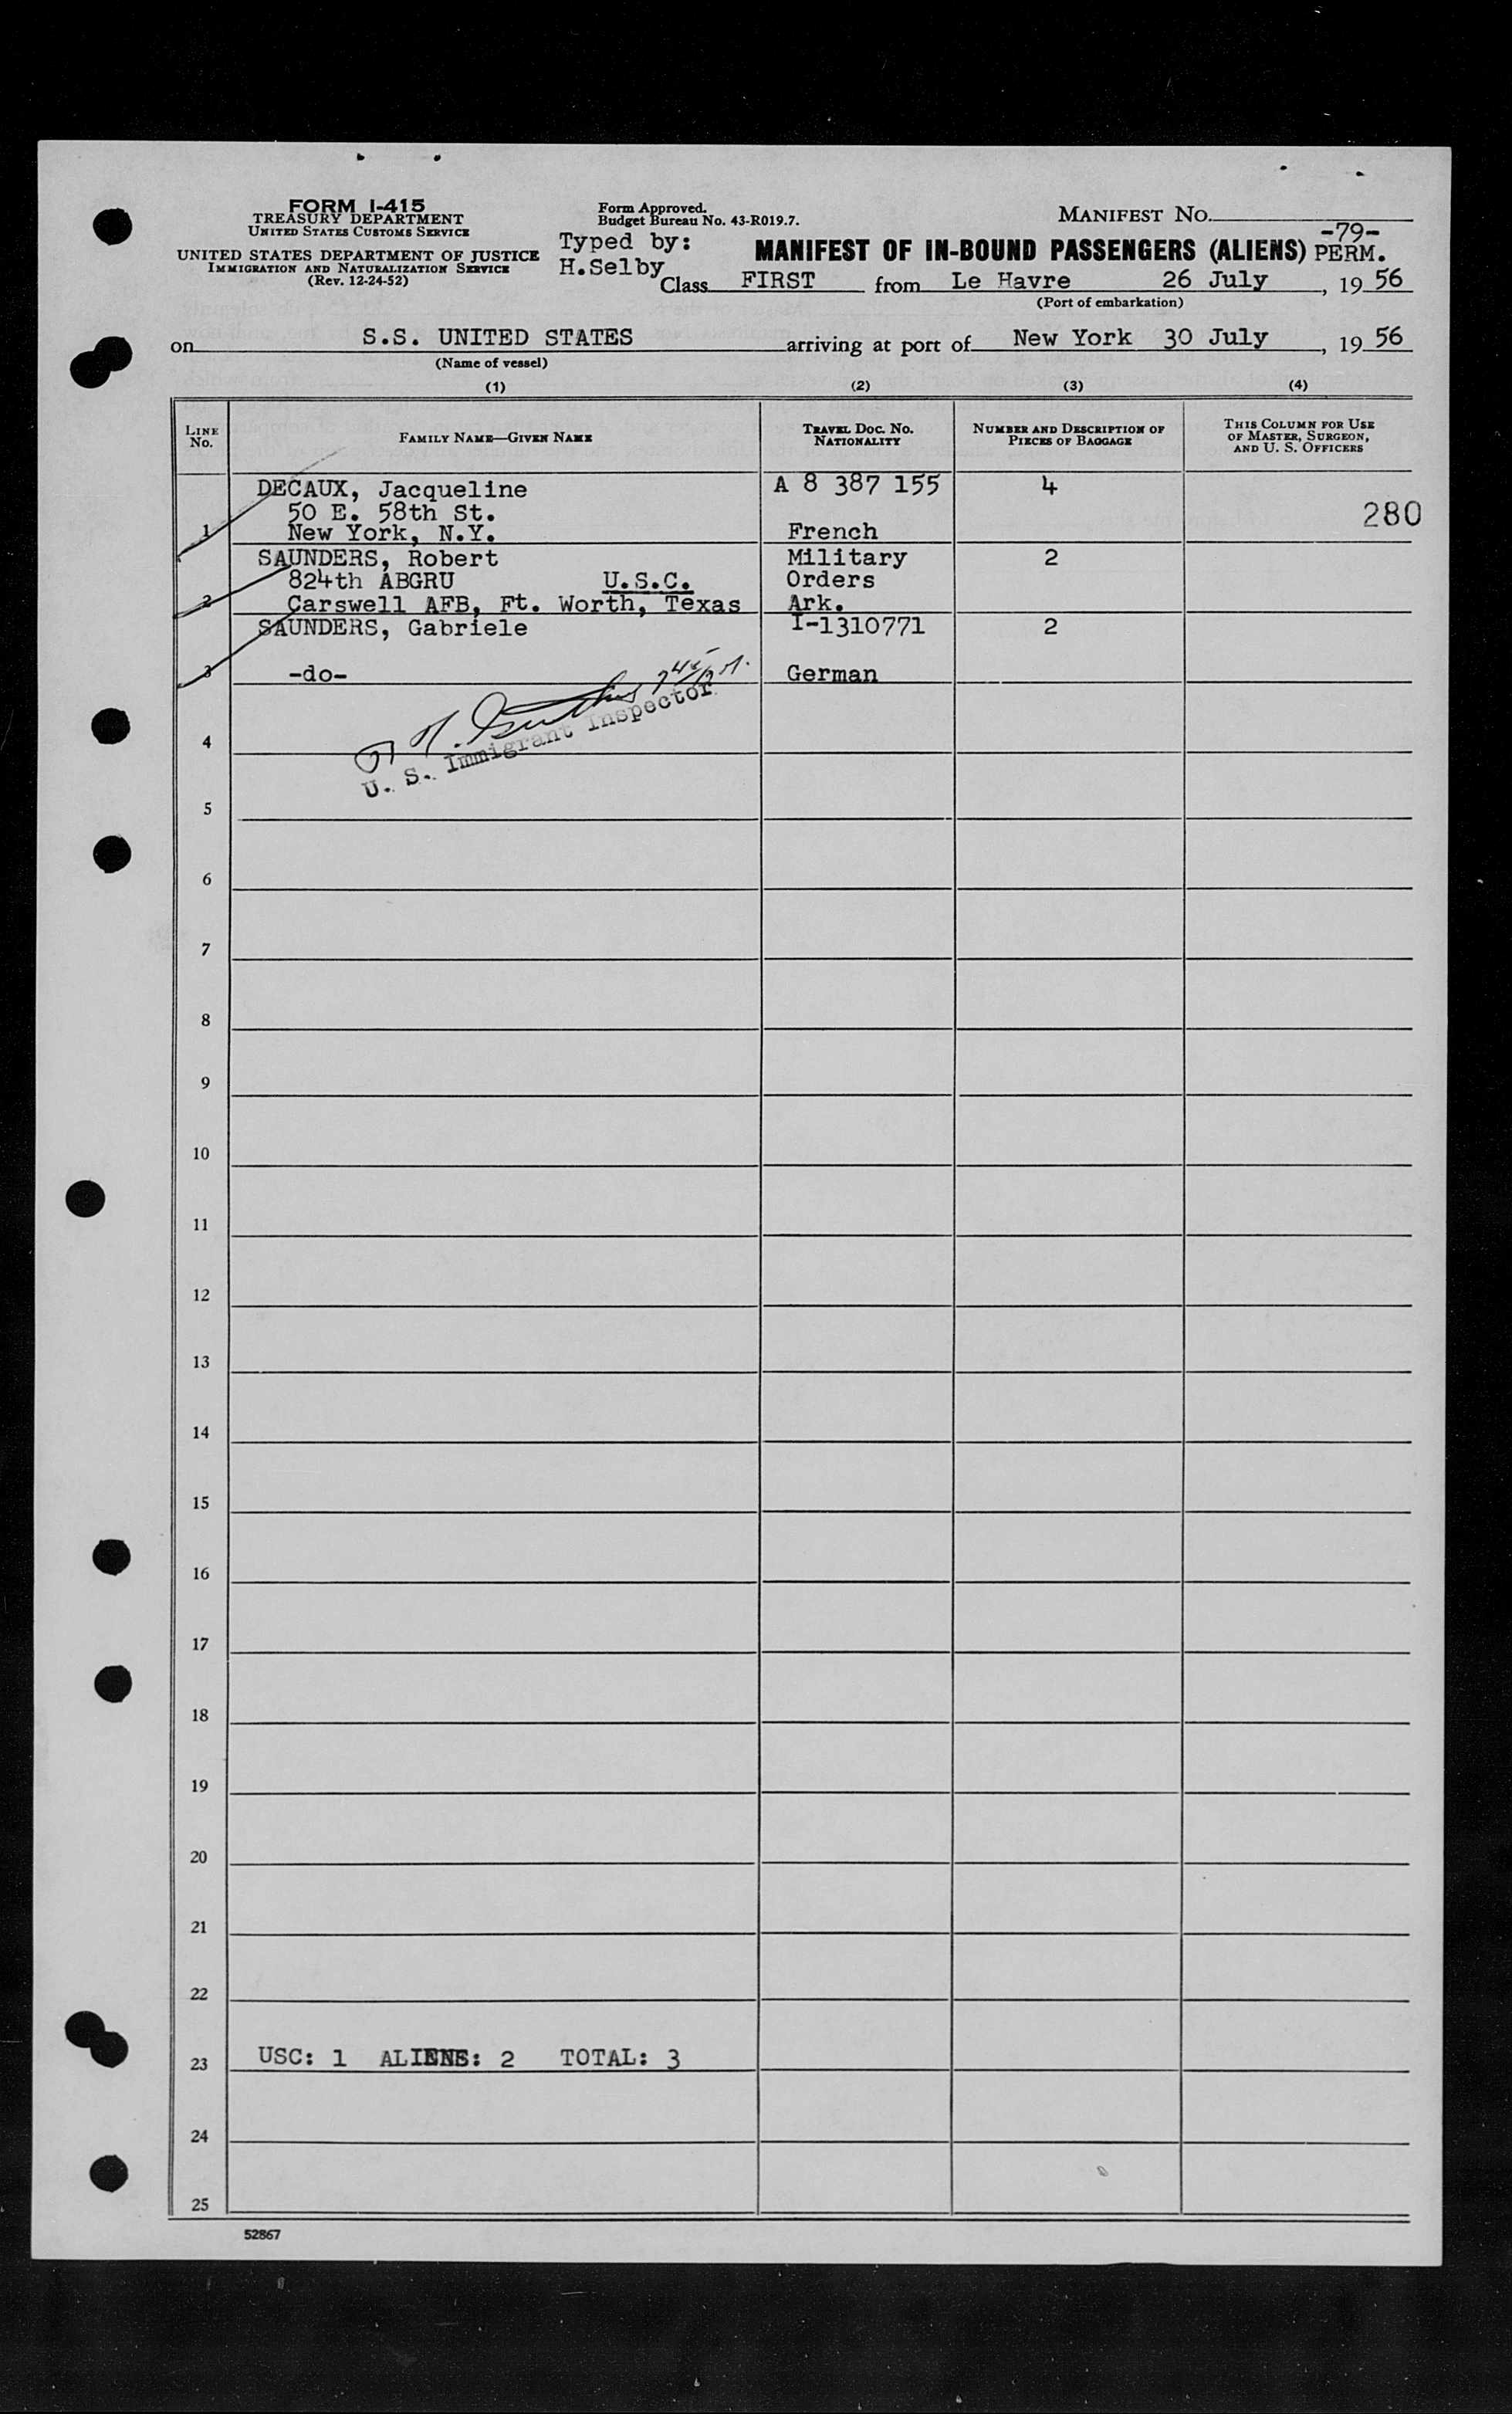 FORM I-415
TREASURY DEPARTMENT
UNITED STATES CUSTOMS SERVICE
UNITED STATES DEPARTMENT OF JUSTICE
IMMIGRATION AND NATURALIZATION SERVICE
(Rev. 12-24-52)
Form Approved.
Budget Bureau No. 43-R019.7.
Typed by:
H.Selby
MANIFEST NO.
-79-
MANIFEST OF IN-BOUND PASSENGERS (ALIENS) PERM.
Class FIRST from Le Havre 26 July, 19 56
(Port of embarkation)
on S.S. UNITED STATES arriving at port of New York 30 July, 19 56
(Name of vessel)
(1) (2) (3) (4)
LINE NO. FAMILY NAME—GIVEN NAME TRAVEL DOC. NO. NATIONALITY NUMBER AND DESCRIPTION OF PIECES OF BAGGAGE THIS COLUMN FOR USE OF MASTER, SURGEON, AND U. S. OFFICERS
DECAUX, Jacqueline A 8 387 155 4
50 E. 58th St. 280
1 New York, N.Y. French
SAUNDERS, Robert Military 2
824th ABGRU U.S.C. Orders
2 Carswell AFB, Ft. Worth, Texas Ark.
SAUNDERS, Gabriele I-1310771 2
3 -do- German
U. S. Immigrant Inspector
4
5
6
7
8
9
10
11
12
13
14
15
16
17
18
19
20
21
22
23 USC: 1 ALIENS: 2 TOTAL: 3
24
25
52867